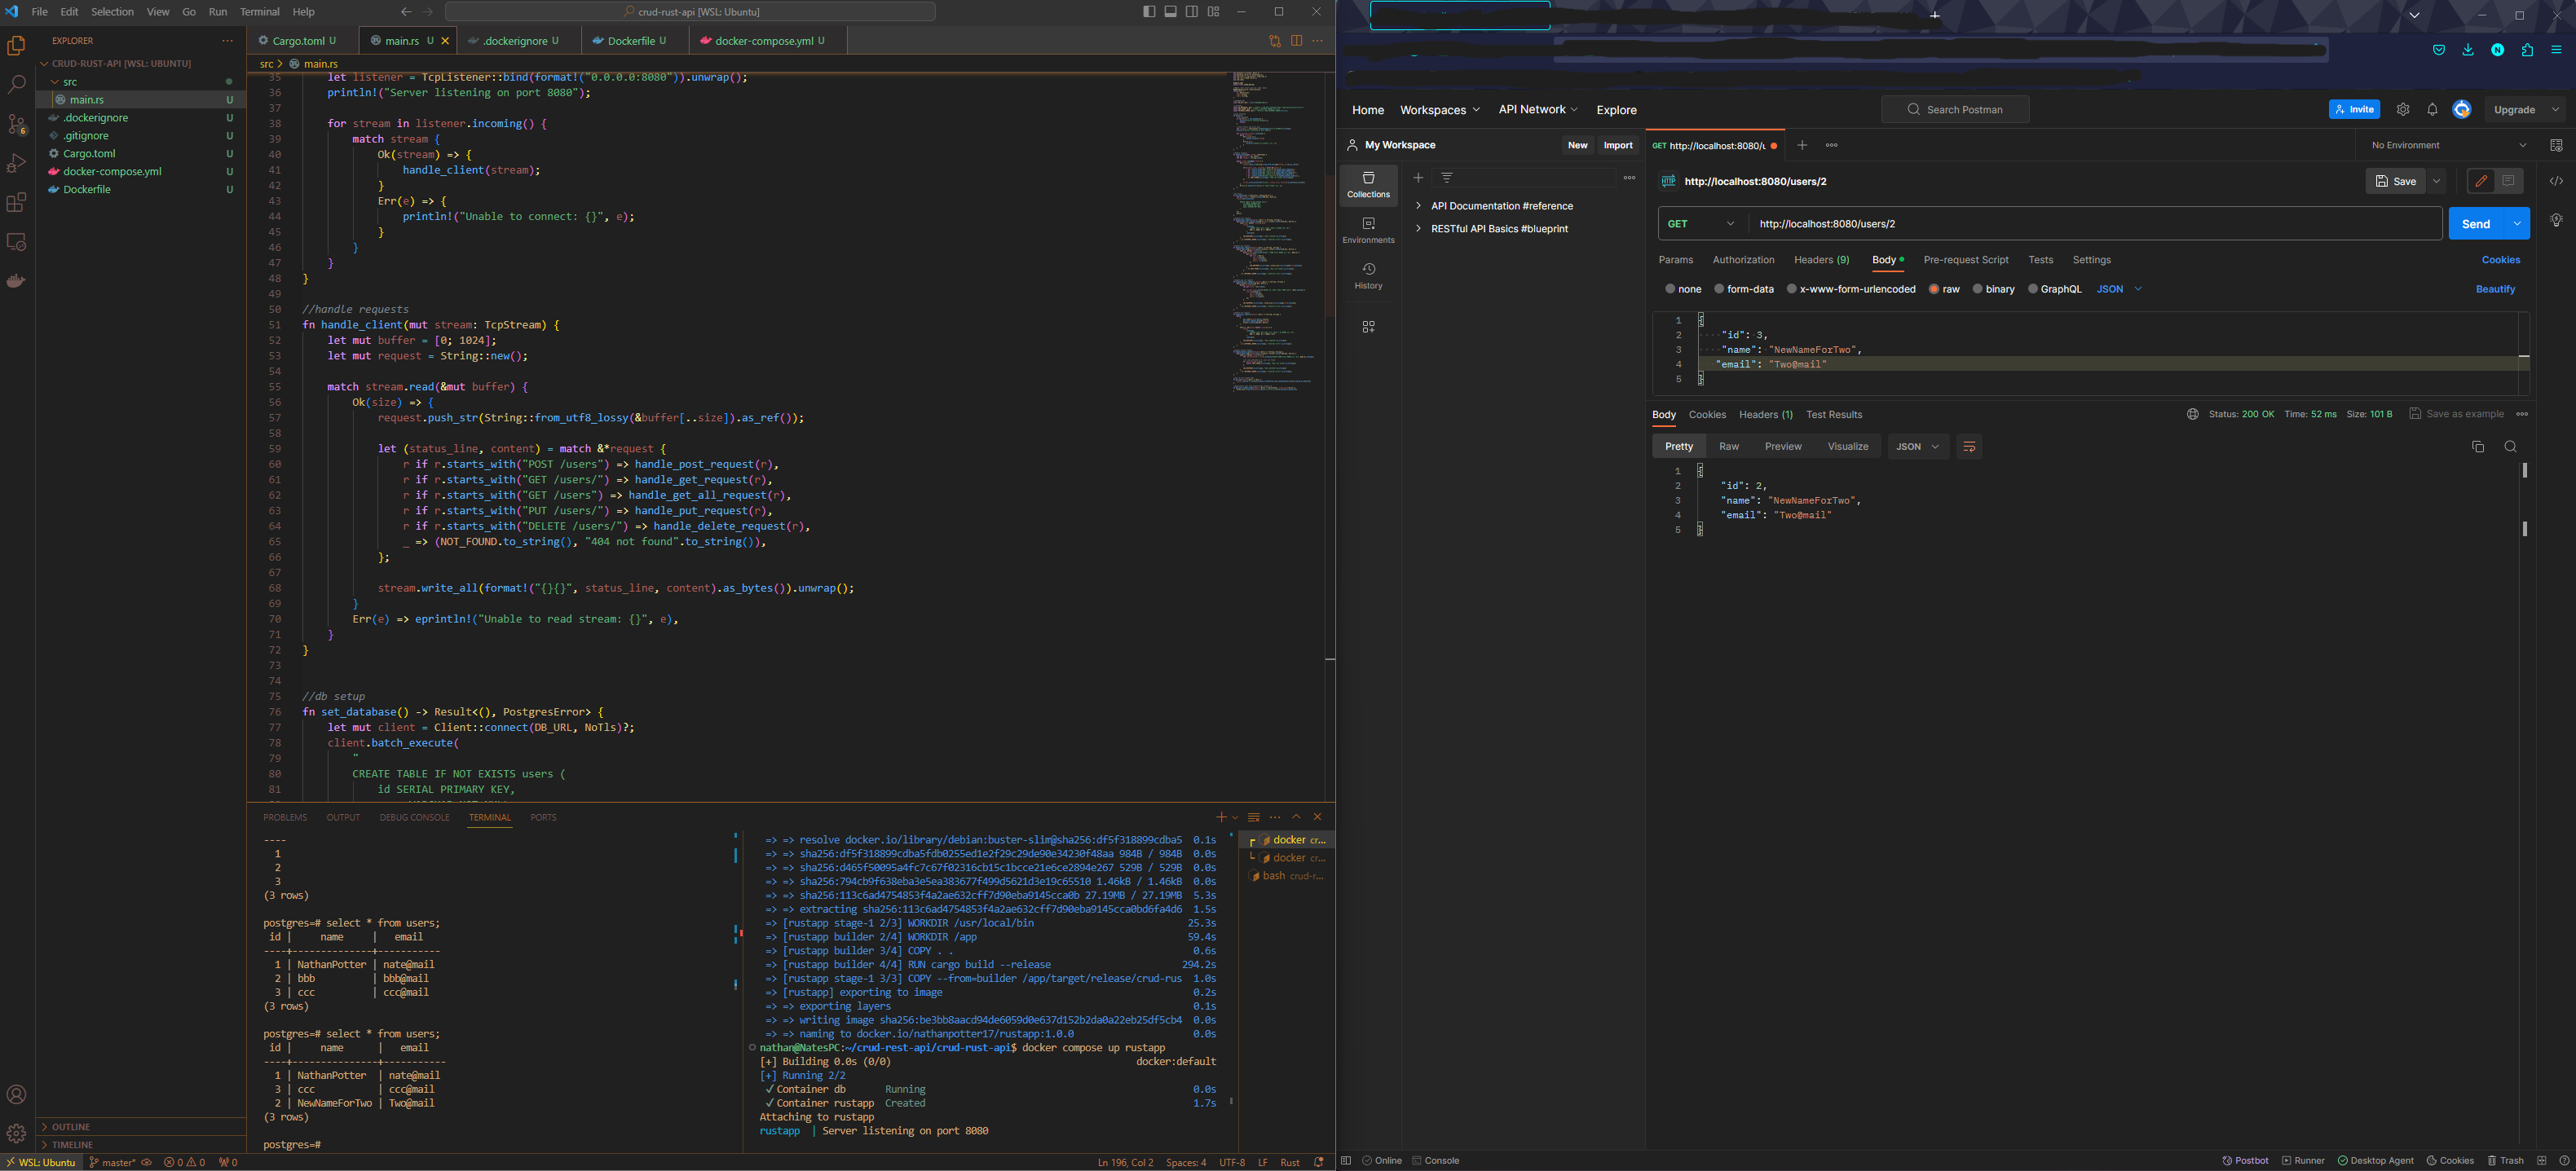 File Edit Selection View Go Run Terminal Help
crud-rust-api [WSL: Ubuntu]
EXPLORER
CRUD-RUST-API [WSL: UBUNTU]
src
main.rs U
.dockerignore U
.gitignore U
Cargo.toml U
docker-compose.yml U
Dockerfile U
OUTLINE
TIMELINE
Cargo.toml U main.rs U .dockerignore U Dockerfile U docker-compose.yml U
src > main.rs
35 let listener = TcpListener::bind(format!("0.0.0.0:8080")).unwrap();
36 println!("Server listening on port 8080");
37
38 for stream in listener.incoming() {
39 match stream {
40 Ok(stream) => {
41 handle_client(stream);
42 }
43 Err(e) => {
44 println!("Unable to connect: {}", e);
45 }
46 }
47 }
48 }
49
50 //handle requests
51 fn handle_client(mut stream: TcpStream) {
52 let mut buffer = [0; 1024];
53 let mut request = String::new();
54
55 match stream.read(&mut buffer) {
56 Ok(size) => {
57 request.push_str(String::from_utf8_lossy(&buffer[..size]).as_ref());
58
59 let (status_line, content) = match &*request {
60 r if r.starts_with("POST /users") => handle_post_request(r),
61 r if r.starts_with("GET /users/") => handle_get_request(r),
62 r if r.starts_with("GET /users") => handle_get_all_request(r),
63 r if r.starts_with("PUT /users/") => handle_put_request(r),
64 r if r.starts_with("DELETE /users/") => handle_delete_request(r),
65 _ => (NOT_FOUND.to_string(), "404 not found".to_string()),
66 };
67
68 stream.write_all(format!("{}{}", status_line, content).as_bytes()).unwrap();
69 }
70 Err(e) => eprintln!("Unable to read stream: {}", e),
71 }
72 }
73
74
75 //db setup
76 fn set_database() -> Result<(), PostgresError> {
77 let mut client = Client::connect(DB_URL, NoTls)?;
78 client.batch_execute(
79 "
80 CREATE TABLE IF NOT EXISTS users (
81 id SERIAL PRIMARY KEY,
PROBLEMS OUTPUT DEBUG CONSOLE TERMINAL PORTS
----
1
2
3
(3 rows)
postgres=# select * from users;
id | name | email
----+--------------+-----------
1 | NathanPotter | nate@mail
2 | bbb | bbb@mail
3 | ccc | ccc@mail
(3 rows)
postgres=# select * from users;
id | name | email
----+---------------+-----------
1 | NathanPotter | nate@mail
3 | ccc | ccc@mail
2 | NewNameForTwo | Two@mail
(3 rows)
postgres=#
=> => resolve docker.io/library/debian:buster-slim@sha256:df5f318899cdba5 0.1s
=> => sha256:df5f318899cdba5fdb0255ed1e2f29c29de90e34230f48aa 984B / 984B 0.0s
=> => sha256:d465f50095a4fc7c67f02316cb15c1bcce21e6ce2894e267 529B / 529B 0.0s
=> => sha256:794cb9f638eba3e5ea383677f499d5621d3e19c65510 1.46kB / 1.46kB 0.0s
=> => sha256:113c6ad4754853f4a2ae632cff7d90eba9145cca0b 27.19MB / 27.19MB 5.3s
=> => extracting sha256:113c6ad4754853f4a2ae632cff7d90eba9145cca0bd6fa4d6 1.5s
=> [rustapp stage-1 2/3] WORKDIR /usr/local/bin 25.3s
=> [rustapp builder 2/4] WORKDIR /app 59.4s
=> [rustapp builder 3/4] COPY . . 0.6s
=> [rustapp builder 4/4] RUN cargo build --release 294.2s
=> [rustapp stage-1 3/3] COPY --from=builder /app/target/release/crud-rus 1.0s
=> [rustapp] exporting to image 0.2s
=> => exporting layers 0.1s
=> => writing image sha256:be3bb8aacd94de6059d0e637d152b2da0a22eb25df5cb4 0.0s
=> => naming to docker.io/nathanpotter17/rustapp:1.0.0 0.0s
nathan@NatesPC:~/crud-rest-api/crud-rust-api$ docker compose up rustapp
[+] Building 0.0s (0/0) docker:default
[+] Running 2/2
✓ Container db Running 0.0s
✓ Container rustapp Created 1.7s
Attaching to rustapp
rustapp | Server listening on port 8080
docker cr...
docker cr...
bash crud-r...
WSL: Ubuntu master* 0 0 0 Ln 196, Col 2 Spaces: 4 UTF-8 LF Rust
Home Workspaces API Network Explore Search Postman Invite Upgrade
My Workspace New Import
Collections
Environments
History
API Documentation #reference
RESTful API Basics #blueprint
GET http://localhost:8080/u No Environment
HTTP http://localhost:8080/users/2 Save
GET http://localhost:8080/users/2 Send
Params Authorization Headers (9) Body Pre-request Script Tests Settings Cookies
none form-data x-www-form-urlencoded raw binary GraphQL JSON Beautify
1 {
2 "id": 3,
3 "name": "NewNameForTwo",
4 "email": "Two@mail"
5 }
Body Cookies Headers (1) Test Results Status: 200 OK Time: 52 ms Size: 101 B Save as example
Pretty Raw Preview Visualize JSON
1 {
2 "id": 2,
3 "name": "NewNameForTwo",
4 "email": "Two@mail"
5 }
Online Console Postbot Runner Desktop Agent Cookies Trash